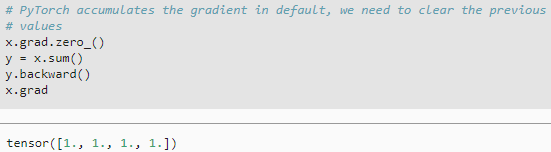 # PyTorch accumulates the gradient in default, we need to clear the previous
# values
x.grad.zero_()
y = x.sum()
y.backward()
x.grad
tensor([1., 1., 1., 1.])